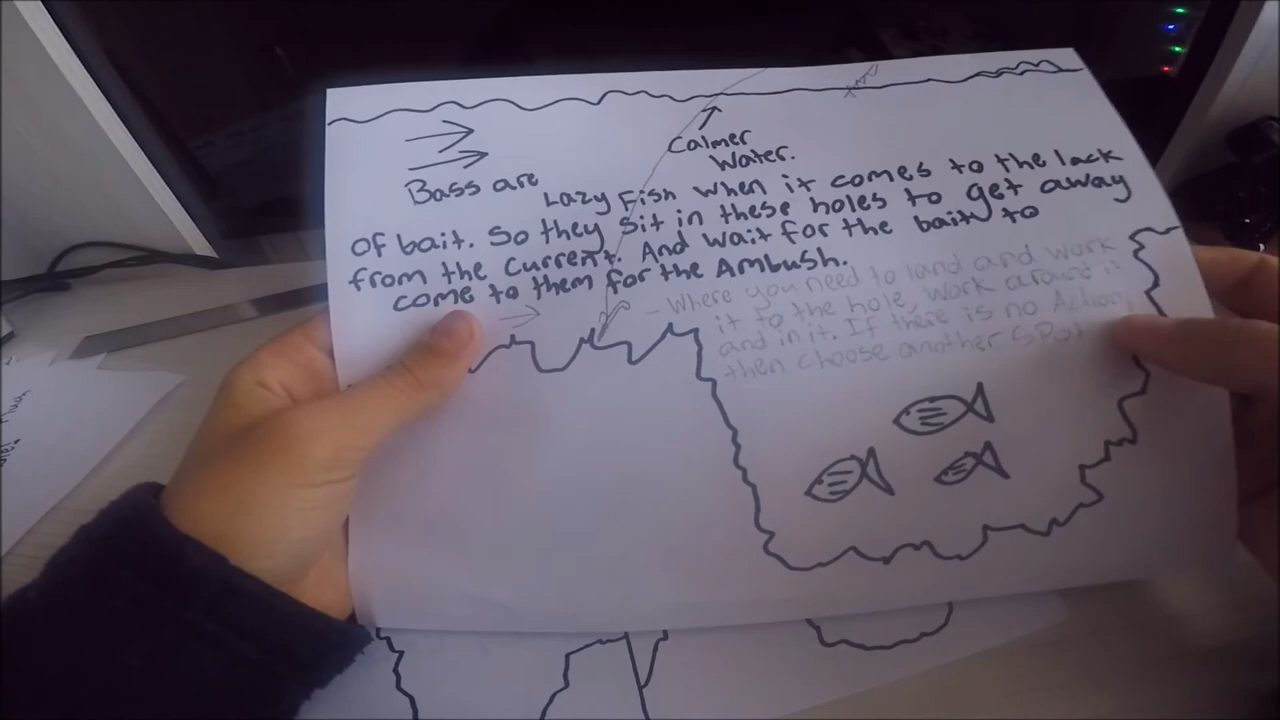 Calmer
Water.
Bass are Lazy Fish when it comes to the lack
of bait. So they sit in these holes to get away
from the current. And wait for the bait to
come to them for the Ambush.
- Where you need to land and work
it to the hole, work around it
and in it. If there is no Action
then choose another spot